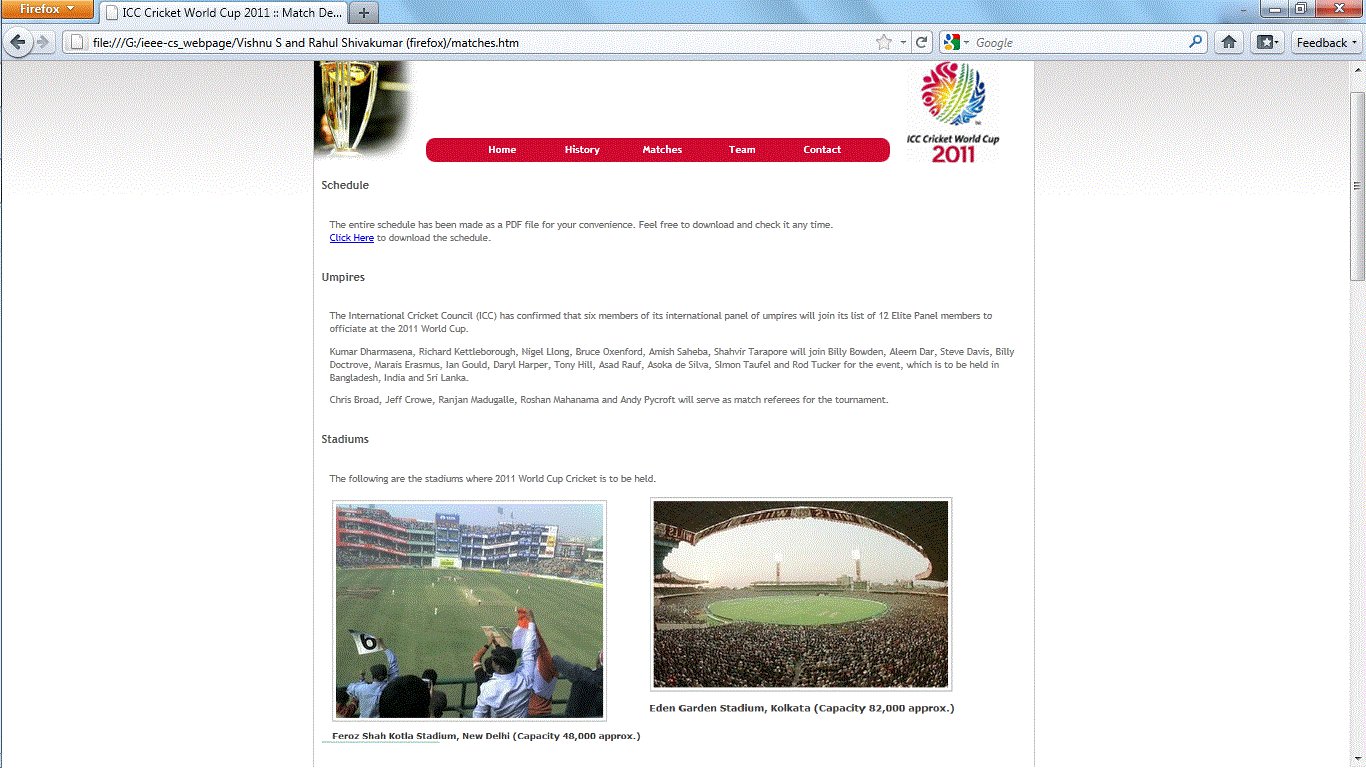 Firefox
ICC Cricket World Cup 2011 :: Match De...
file:///G:/ieee-cs_webpage/Vishnu S and Rahul Shivakumar (firefox)/matches.htm
Google
Feedback
ICC Cricket World Cup
2011
Home History Matches Team Contact
Schedule
The entire schedule has been made as a PDF file for your convenience. Feel free to download and check it any time.
Click Here to download the schedule.
Umpires
The International Cricket Council (ICC) has confirmed that six members of its international panel of umpires will join its list of 12 Elite Panel members to
officiate at the 2011 World Cup.
Kumar Dharmasena, Richard Kettleborough, Nigel Llong, Bruce Oxenford, Amish Saheba, Shahvir Tarapore will join Billy Bowden, Aleem Dar, Steve Davis, Billy
Doctrove, Marais Erasmus, Ian Gould, Daryl Harper, Tony Hill, Asad Rauf, Asoka de Silva, Simon Taufel and Rod Tucker for the event, which is to be held in
Bangladesh, India and Sri Lanka.
Chris Broad, Jeff Crowe, Ranjan Madugalle, Roshan Mahanama and Andy Pycroft will serve as match referees for the tournament.
Stadiums
The following are the stadiums where 2011 World Cup Cricket is to be held.
6
WILLS
Eden Garden Stadium, Kolkata (Capacity 82,000 approx.)
Feroz Shah Kotla Stadium, New Delhi (Capacity 48,000 approx.)